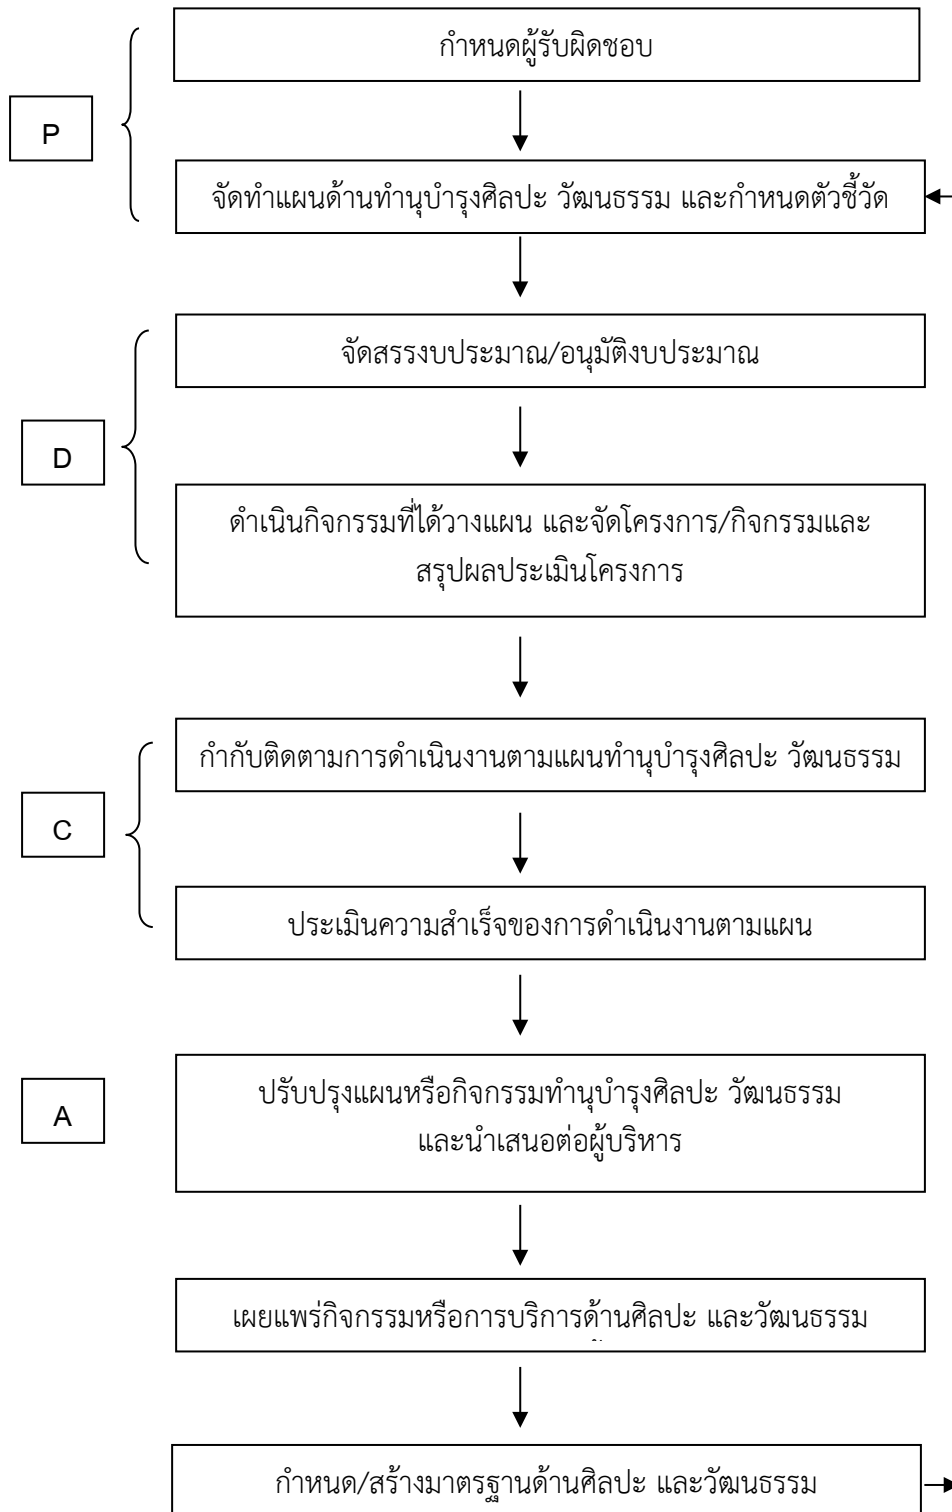 กำหนดผู้รับผิดชอบ
P
จัดทำแผนด้านทำนุบำรุงศิลปะ วัฒนธรรม และกำหนดตัวชี้วัด
จัดสรรงบประมาณ/อนุมัติงบประมาณ
D
ดำเนินกิจกรรมที่ได้วางแผน และจัดโครงการ/กิจกรรมและ
สรุปผลประเมินโครงการ
กำกับติดตามการดำเนินงานตามแผนทำนุบำรุงศิลปะ วัฒนธรรม
C
ประเมินความสำเร็จของการดำเนินงานตามแผน
ปรับปรุงแผนหรือกิจกรรมทำนุบำรุงศิลปะ วัฒนธรรม
A
และนำเสนอต่อผู้บริหาร
เผยแพร่กิจกรรมหรือการบริการด้านศิลปะ และวัฒนธรรม
กำหนด/สร้างมาตรฐานด้านศิลปะ และวัฒนธรรม